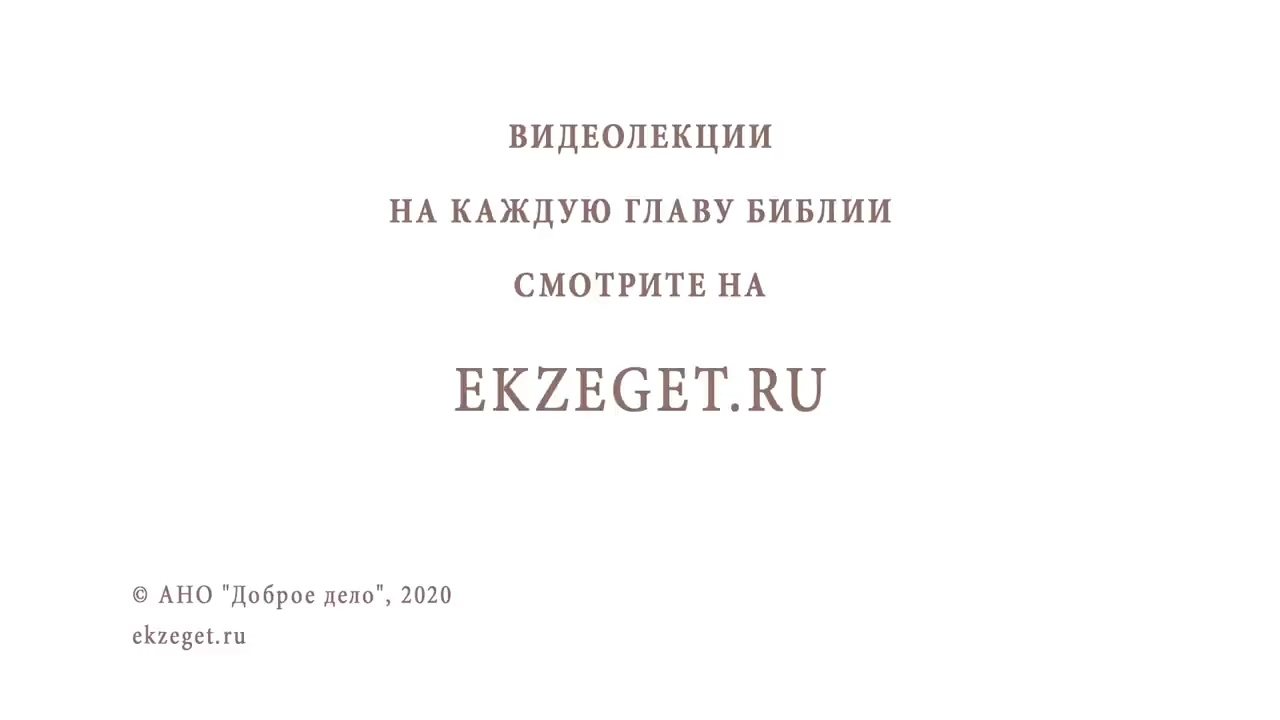 ВИДЕОЛЕКЦИИ
НА КАЖДУЮ ГЛАВУ БИБЛИИ
СМОТРИТЕ НА
EKZEGET.RU
© АНО "Доброе дело", 2020
ekzeget.ru